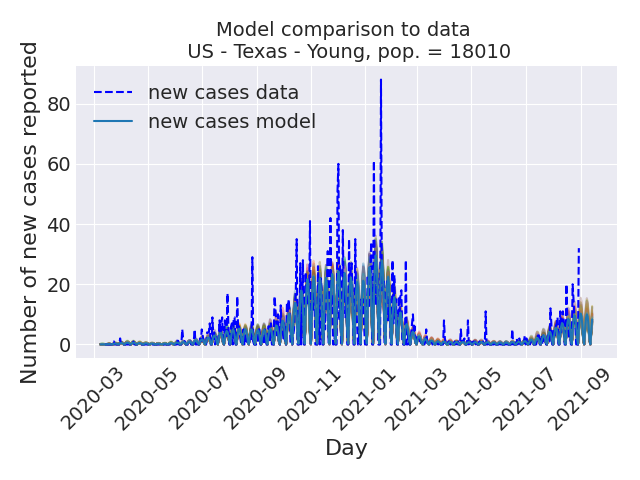 Model comparison to data
US - Texas - Young, pop. = 18010
Number of new cases reported
80
60
40
20
0
new cases data
new cases model
2020-03
2020-05
2020-07
2020-09
2020-11
2021-01
2021-03
2021-05
2021-07
2021-09
Day